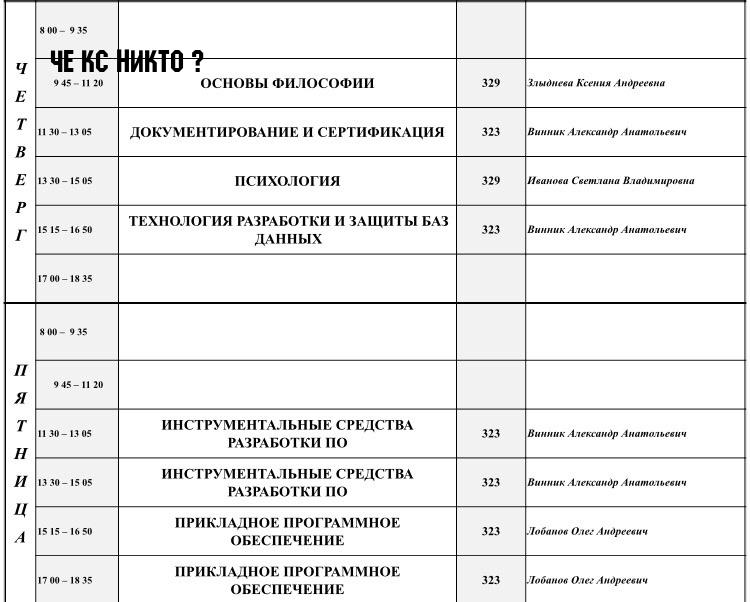 ЧЕТВЕРГ
8 00 – 9 35
ЧЕ КС НИКТО ?
9 45 – 11 20 ОСНОВЫ ФИЛОСОФИИ 329 Злыднева Ксения Андреевна
11 30 – 13 05 ДОКУМЕНТИРОВАНИЕ И СЕРТИФИКАЦИЯ 323 Винник Александр Анатольевич
13 30 – 15 05 ПСИХОЛОГИЯ 329 Иванова Светлана Владимировна
15 15 – 16 50 ТЕХНОЛОГИЯ РАЗРАБОТКИ И ЗАЩИТЫ БАЗ
ДАННЫХ 323 Винник Александр Анатольевич
17 00 – 18 35
ПЯТНИЦА
8 00 – 9 35
9 45 – 11 20
11 30 – 13 05 ИНСТРУМЕНТАЛЬНЫЕ СРЕДСТВА
РАЗРАБОТКИ ПО 323 Винник Александр Анатольевич
13 30 – 15 05 ИНСТРУМЕНТАЛЬНЫЕ СРЕДСТВА
РАЗРАБОТКИ ПО 323 Винник Александр Анатольевич
15 15 – 16 50 ПРИКЛАДНОЕ ПРОГРАММНОЕ
ОБЕСПЕЧЕНИЕ 323 Лобанов Олег Андреевич
17 00 – 18 35 ПРИКЛАДНОЕ ПРОГРАММНОЕ
ОБЕСПЕЧЕНИЕ 323 Лобанов Олег Андреевич